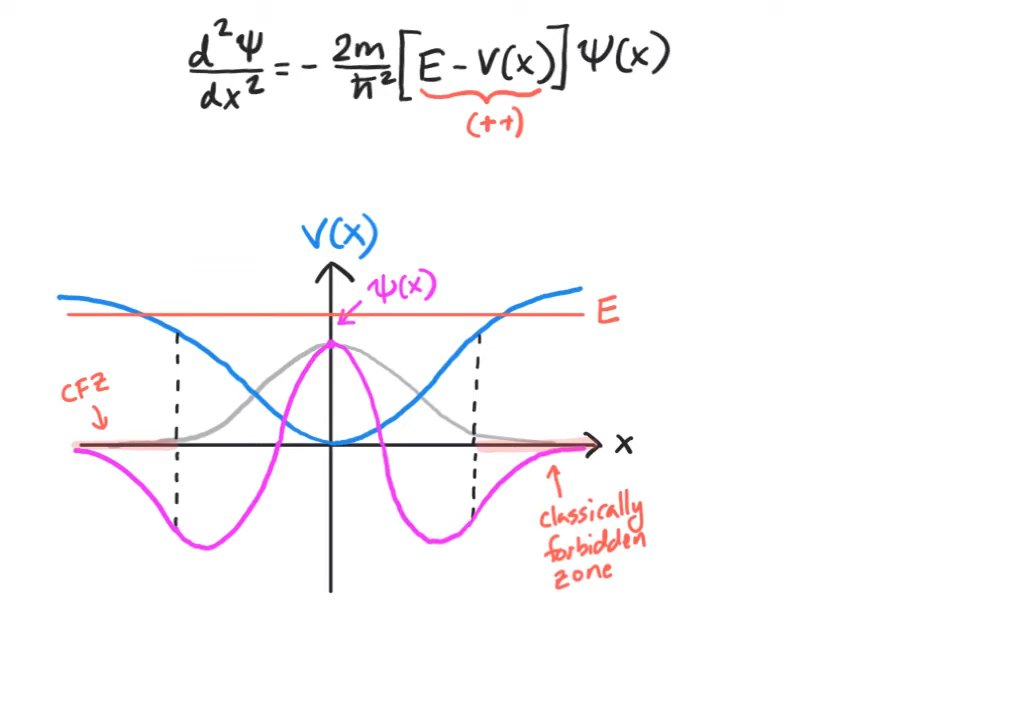 d²Ψ/dx² = - 2m/ħ² [E - V(x)] Ψ(x)
(++)
V(x)
Ψ(x)
E
CFZ
x
classically
forbidden
zone